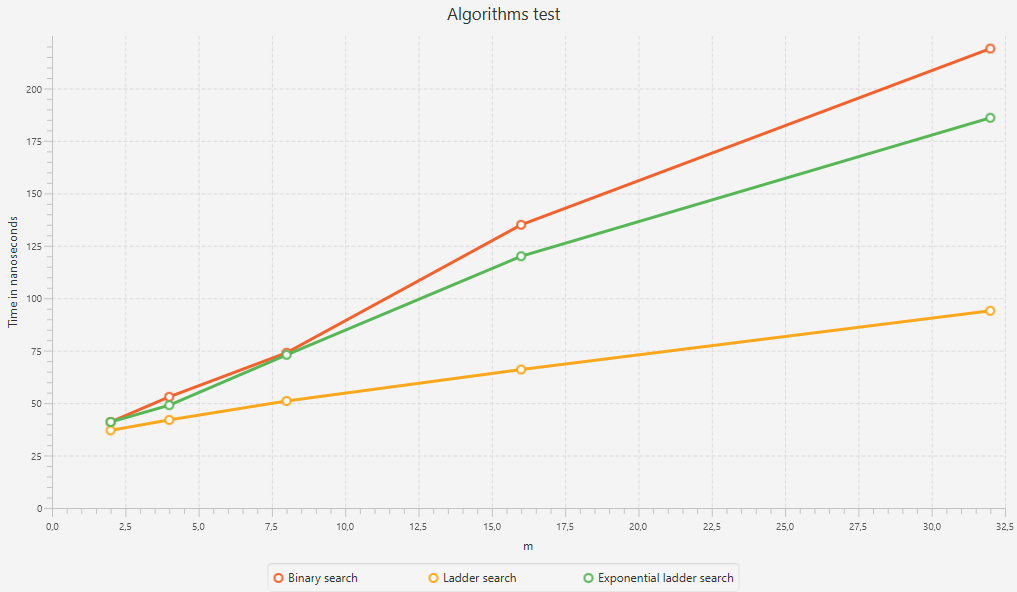 Algorithms test
Time in nanoseconds
200
175
150
125
100
75
50
25
0
0,0 2,5 5,0 7,5 10,0 12,5 15,0 17,5 20,0 22,5 25,0 27,5 30,0 32,5
m
Binary search Ladder search Exponential ladder search